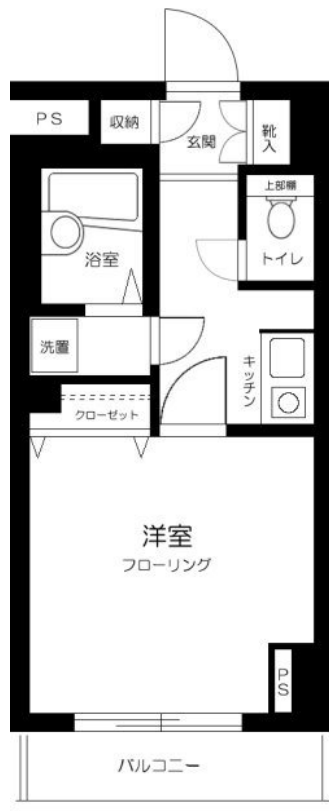 PS
収納
玄関
靴入
上部棚
トイレ
浴室
洗置
キッチン
クローゼット
洋室
フローリング
PS
バルコニー